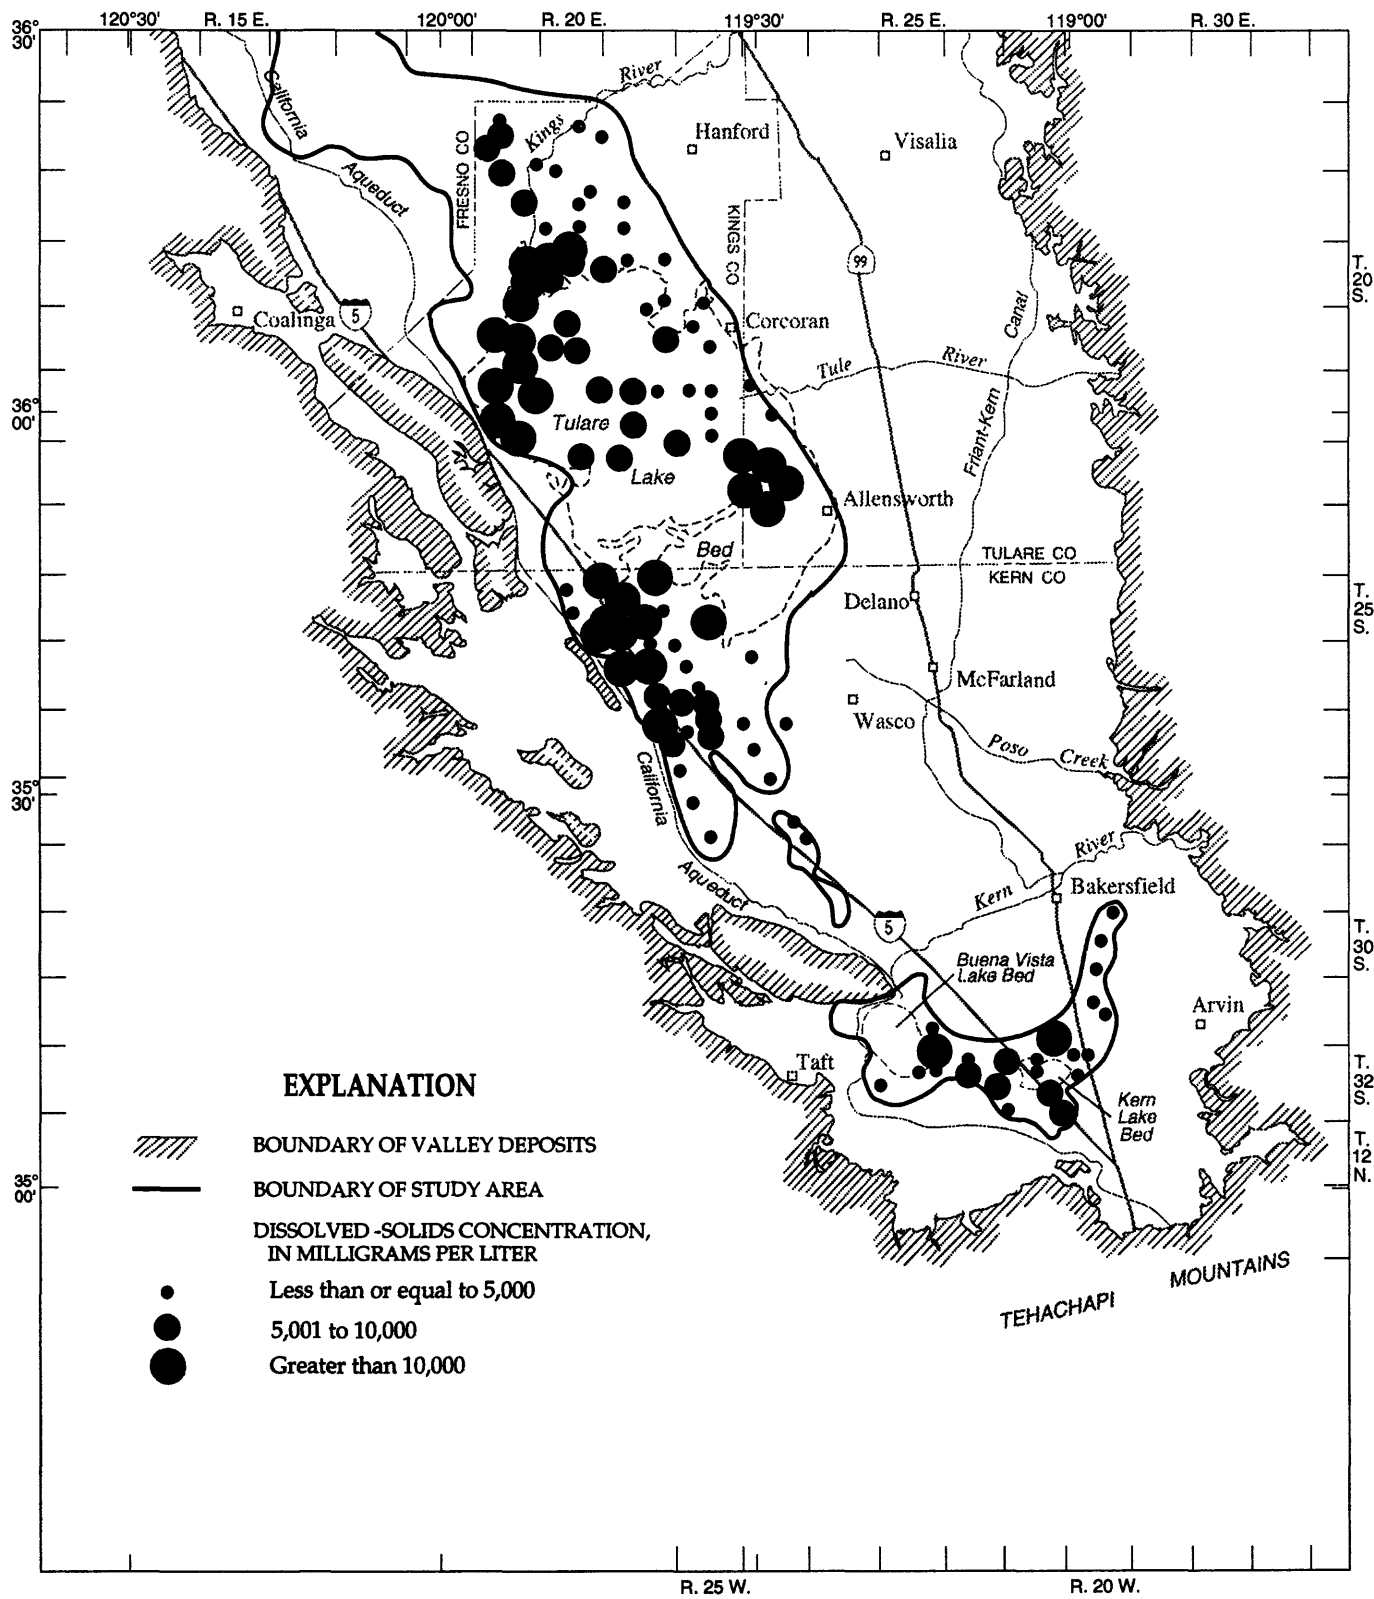 120°30'
R. 15 E.
120°00'
R. 20 E.
119°30'
R. 25 E.
119°00'
R. 30 E.
36°
30'
California
Aqueduct
FRESNO CO
Kings
River
Hanford
Visalia
KINGS CO
99
T.
20
S.
Coalinga
5
Corcoran
Canal
Tule
River
36°
00'
Tulare
Lake
Friant-Kern
Allensworth
Bed
TULARE CO
KERN CO
Delano
T.
25
S.
McFarland
Wasco
Poso
Creek
35°
30'
California
Aqueduct
River
Kern
Bakersfield
5
T.
30
S.
Buena Vista
Lake Bed
Arvin
Taft
T.
32
S.
Kern
Lake
Bed
T.
12
N.
35°
00'
EXPLANATION
BOUNDARY OF VALLEY DEPOSITS
BOUNDARY OF STUDY AREA
DISSOLVED -SOLIDS CONCENTRATION,
IN MILLIGRAMS PER LITER
Less than or equal to 5,000
5,001 to 10,000
Greater than 10,000
TEHACHAPI
MOUNTAINS
R. 25 W.
R. 20 W.